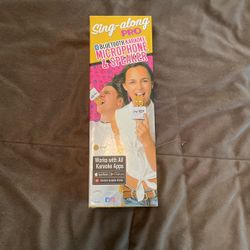 Sing-along
PRO
BLUETOOTH KARAOKE
MICROPHONE
& SPEAKER
Works with All
Karaoke Apps